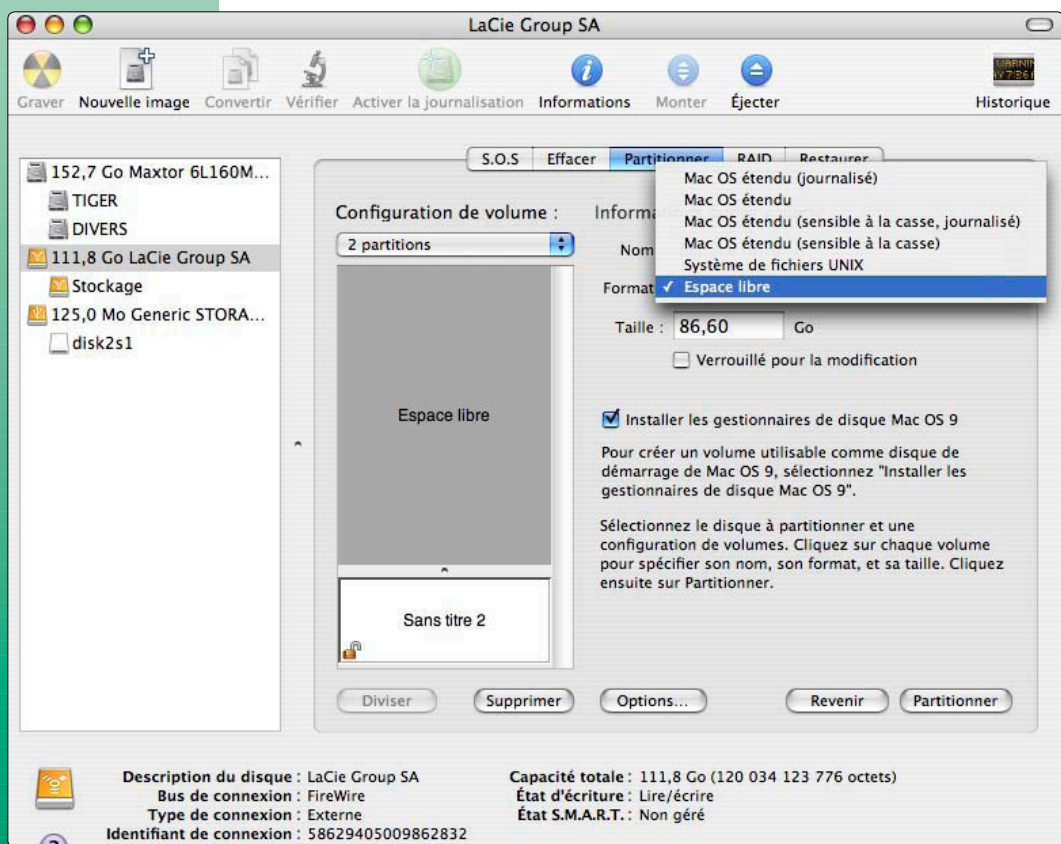 LaCie Group SA
Graver Nouvelle image Convertir Vérifier Activer la journalisation Informations Monter Éjecter Historique
152,7 Go Maxtor 6L160M...
TIGER
DIVERS
111,8 Go LaCie Group SA
Stockage
125,0 Mo Generic STORA...
disk2s1
S.O.S Effacer Partitionner RAID Restaurer
Mac OS étendu (journalisé)
Mac OS étendu
Mac OS étendu (sensible à la casse, journalisé)
Mac OS étendu (sensible à la casse)
Système de fichiers UNIX
✓ Espace libre
Configuration de volume :
2 partitions
Espace libre
Sans titre 2
Nom
Format
Taille : 86,60 Go
Verrouillé pour la modification
Installer les gestionnaires de disque Mac OS 9
Pour créer un volume utilisable comme disque de
démarrage de Mac OS 9, sélectionnez "Installer les
gestionnaires de disque Mac OS 9".
Sélectionnez le disque à partitionner et une
configuration de volumes. Cliquez sur chaque volume
pour spécifier son nom, son format, et sa taille. Cliquez
ensuite sur Partitionner.
Diviser Supprimer Options... Revenir Partitionner
Description du disque : LaCie Group SA
Bus de connexion : FireWire
Type de connexion : Externe
Identifiant de connexion : 58629405009862832
Capacité totale : 111,8 Go (120 034 123 776 octets)
État d'écriture : Lire/écrire
État S.M.A.R.T. : Non géré